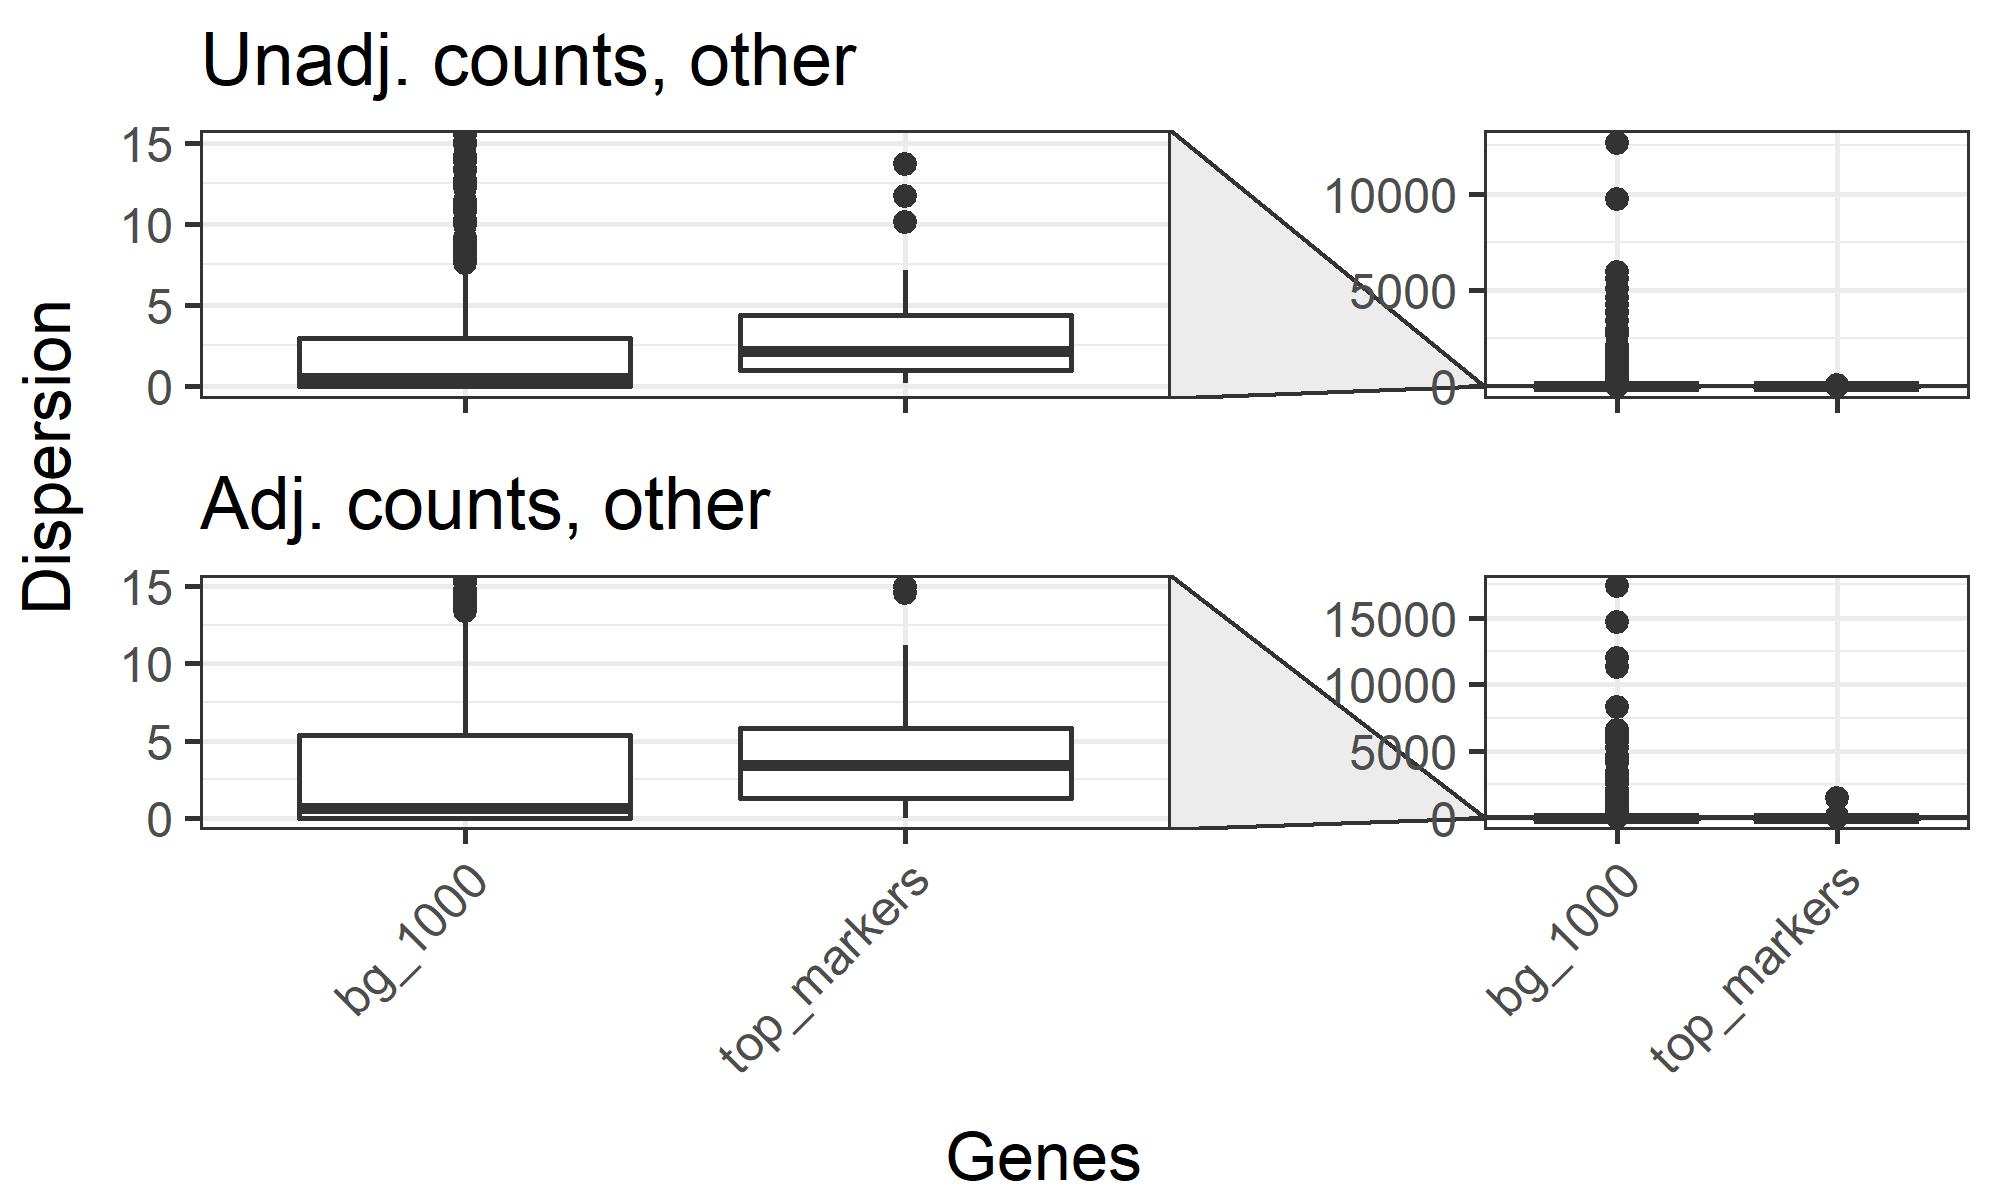 Unadj. counts, other
15
10
5
0
10000
5000
0
Dispersion
Adj. counts, other
15
10
5
0
15000
10000
5000
0
bg_1000
top_markers
bg_1000
top_markers
Genes